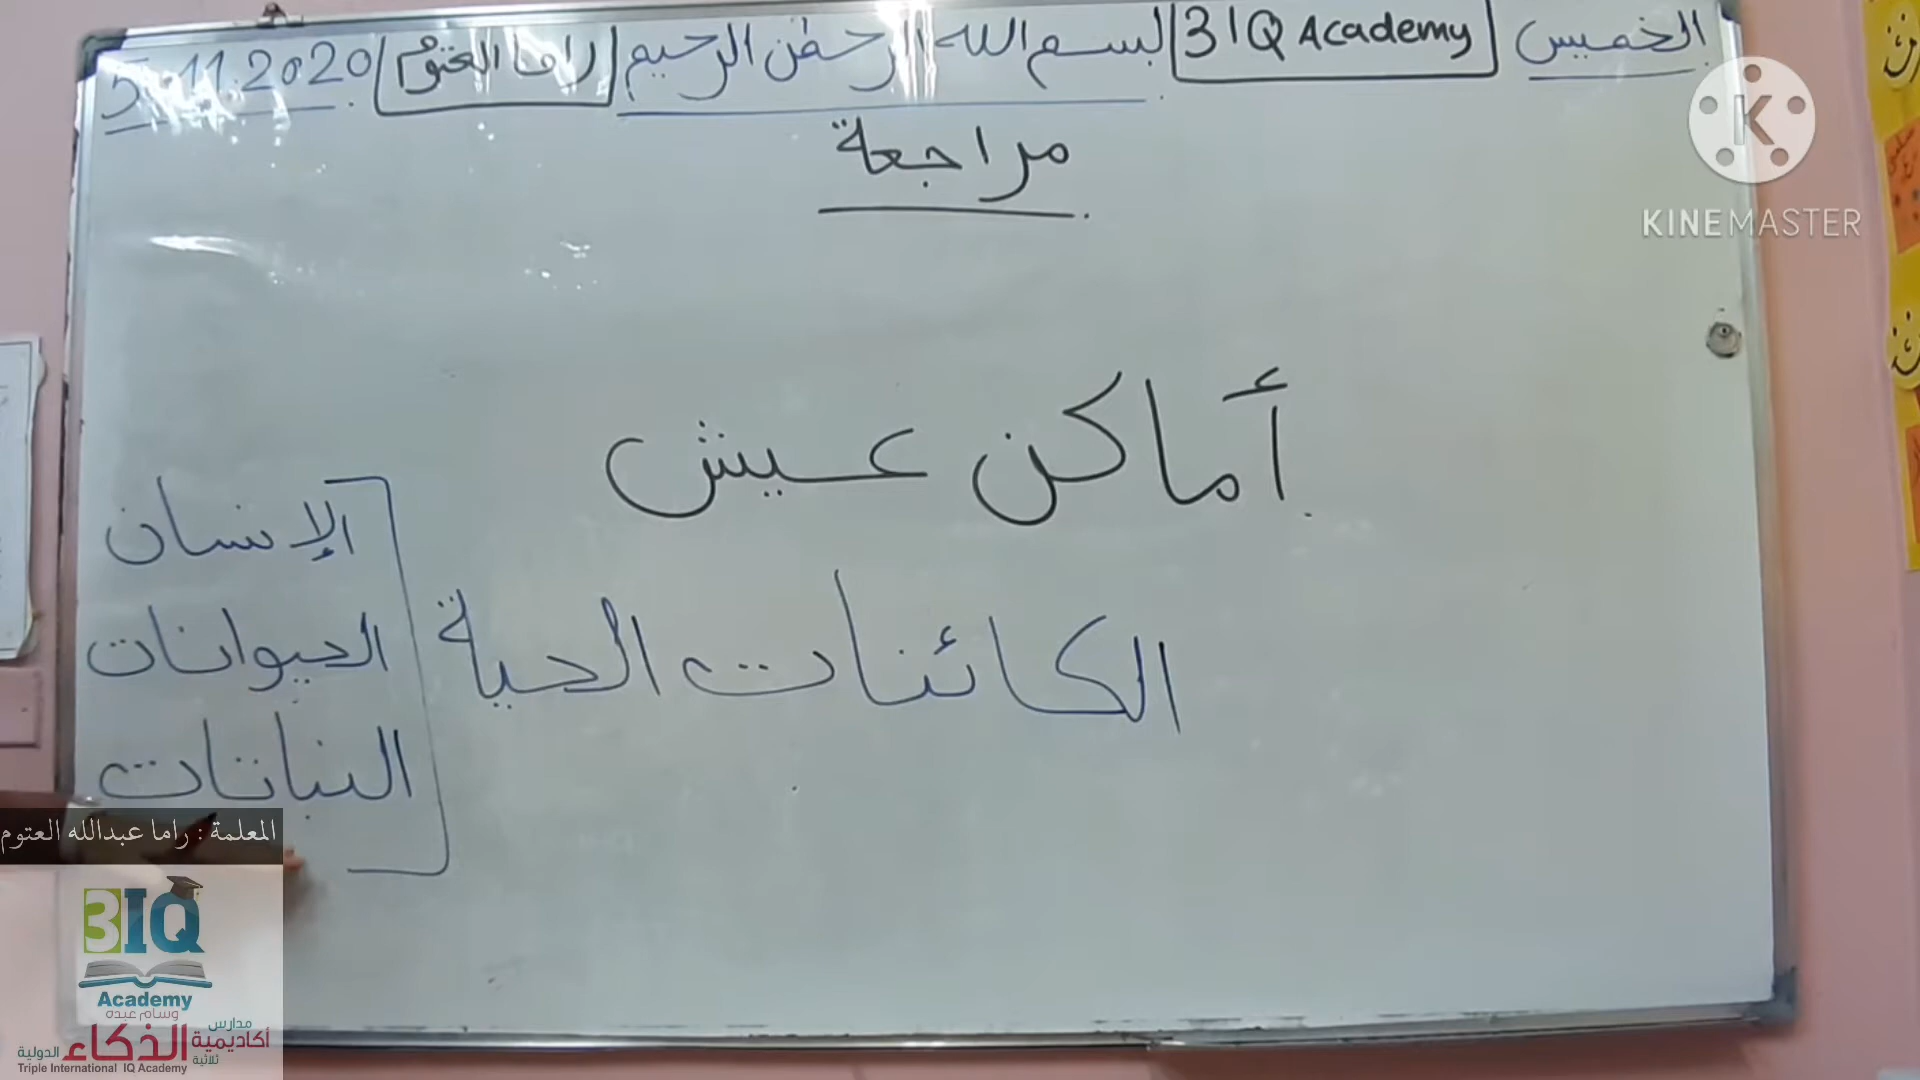 الخميس 3IQ Academy بسم الله الرحمٰن الرحيم راما العتوم 5.11.2020
KINEMASTER
مراجعة
أماكن عيش
الكائنات الحية
الإنسان
الحيوانات
النباتات
المعلمة : راما عبدالله العتوم
3IQ
Academy
وسام عبده
مدارس
أكاديمية الذكاء الدولية
ثلاثية
Triple International IQ Academy